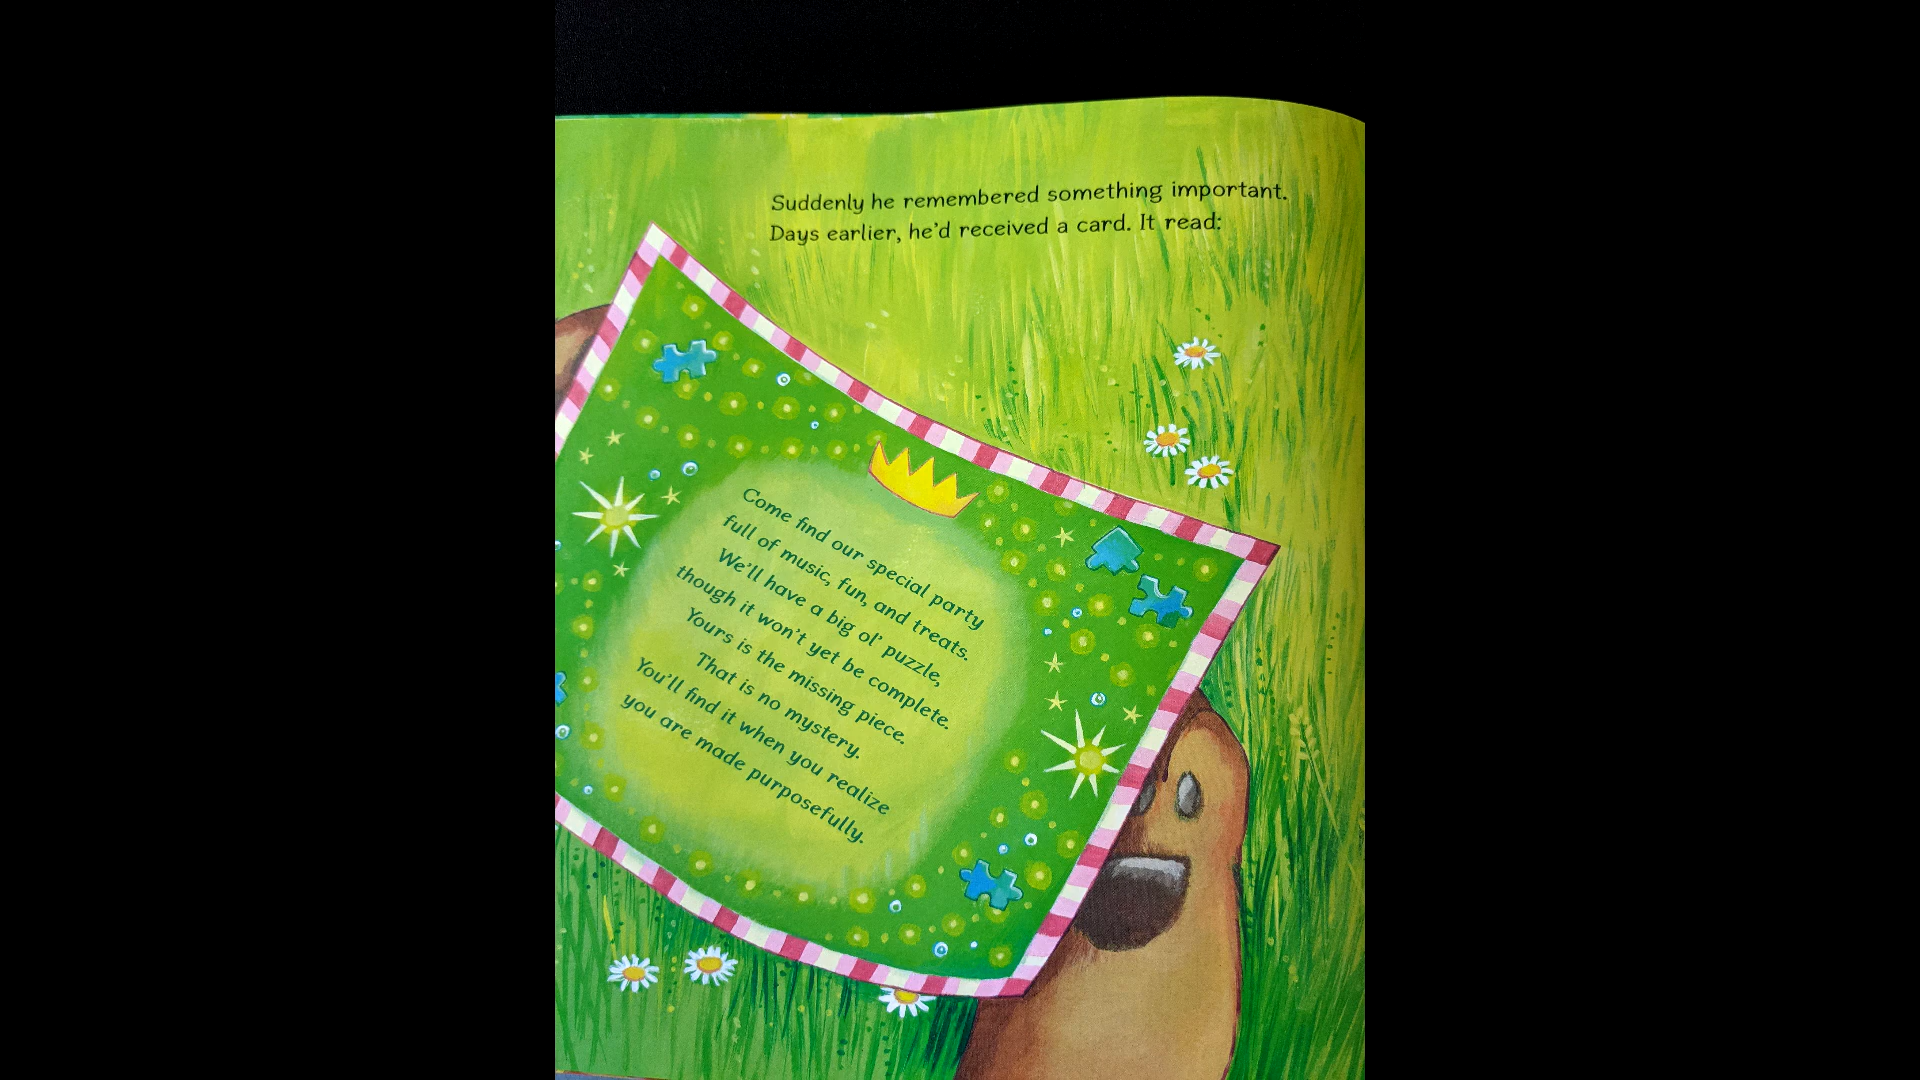 Suddenly he remembered something important.
Days earlier, he'd received a card. It read:
Come find our special party
full of music, fun, and treats.
We'll have a big ol' puzzle,
though it won't yet be complete.
Yours is the missing piece.
That is no mystery.
You'll find it when you realize
you are made purposefully.